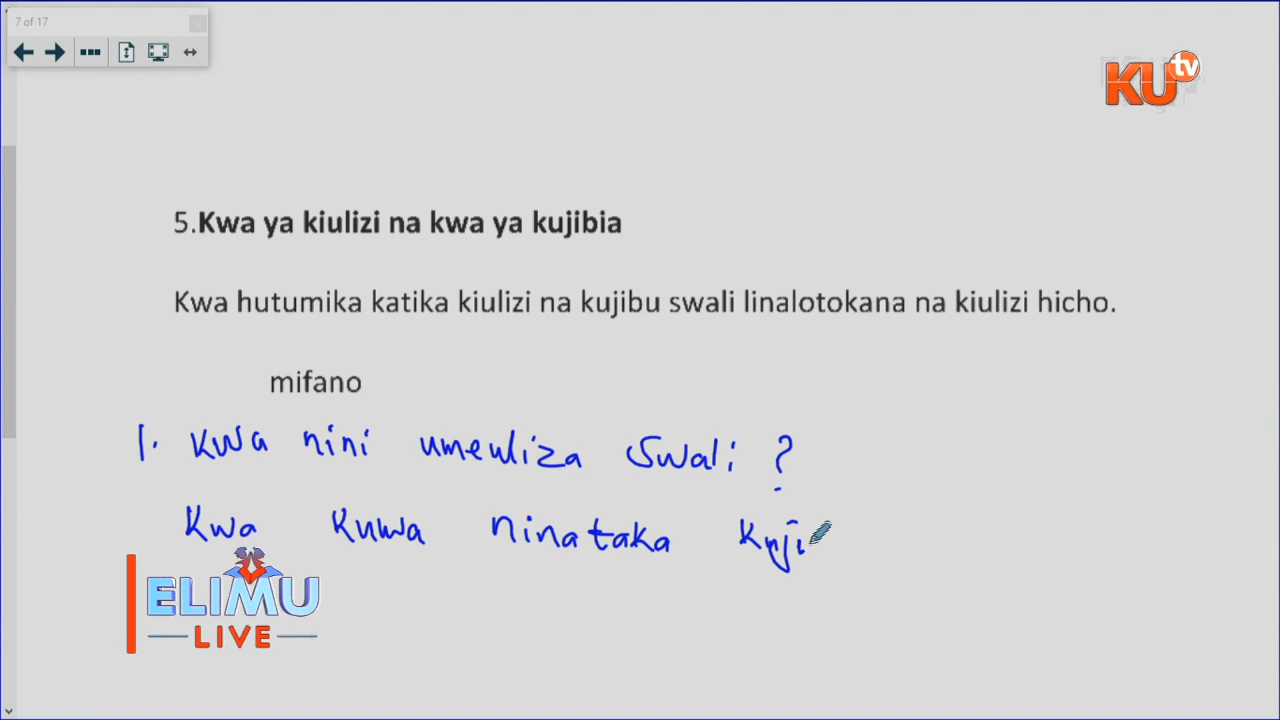 7 of 17
KU tv
5.Kwa ya kiulizi na kwa ya kujibia
Kwa hutumika katika kiulizi na kujibu swali linalotokana na kiulizi hicho.
mifano
1. Kwa nini umeuliza swali ?
Kwa kuwa ninataka kuji
ELIMU
LIVE